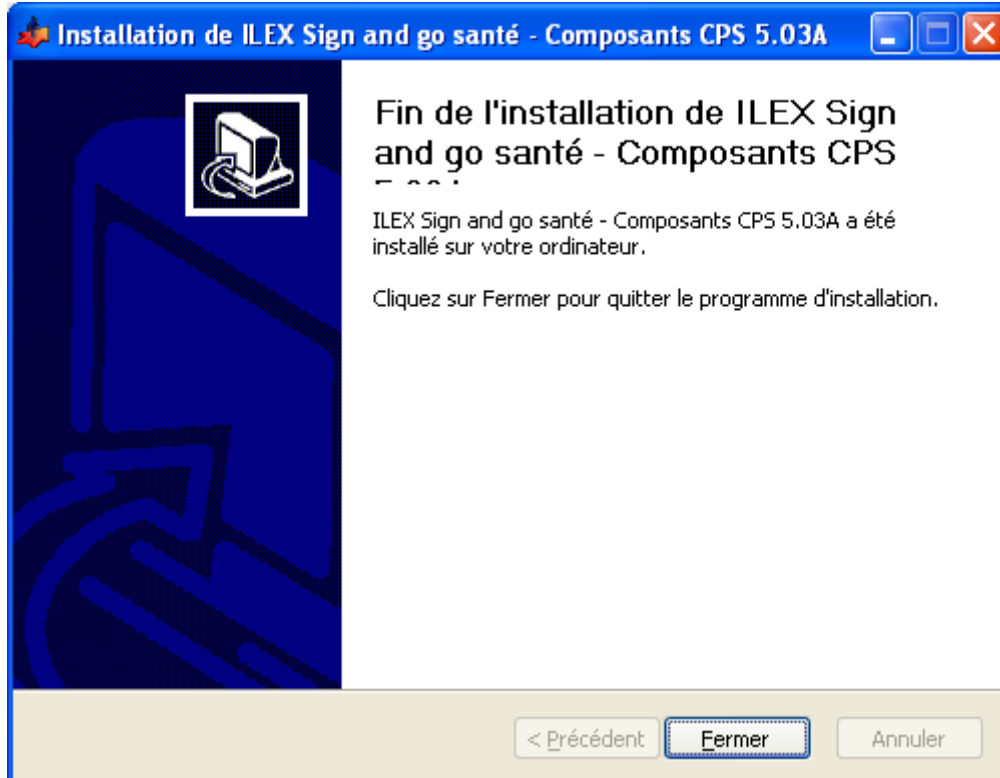 Installation de ILEX Sign and go santé - Composants CPS 5.03A
Fin de l'installation de ILEX Sign
and go santé - Composants CPS
ILEX Sign and go santé - Composants CPS 5.03A a été
installé sur votre ordinateur.
Cliquez sur Fermer pour quitter le programme d'installation.
< Précédent
Fermer
Annuler